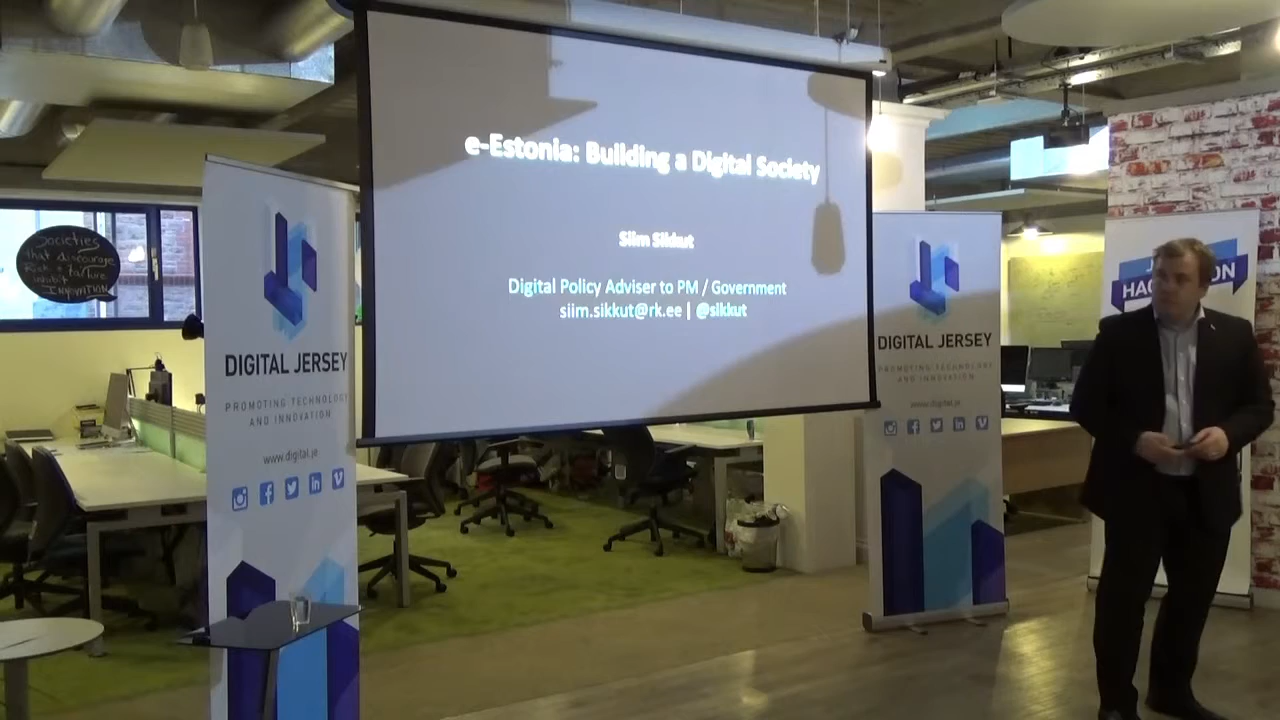 e-Estonia: Building a Digital Society
Siim Sikkut
Digital Policy Adviser to PM / Government
siim.sikkut@rk.ee | @sikkut
Societies
that discourage
Risk + failure
inhibit
DIGITAL JERSEY
PROMOTING TECHNOLOGY
AND INNOVATION
www.digital.je
DIGITAL JERSEY
PROMOTING TECHNOLOGY
AND INNOVATION
www.digital.je